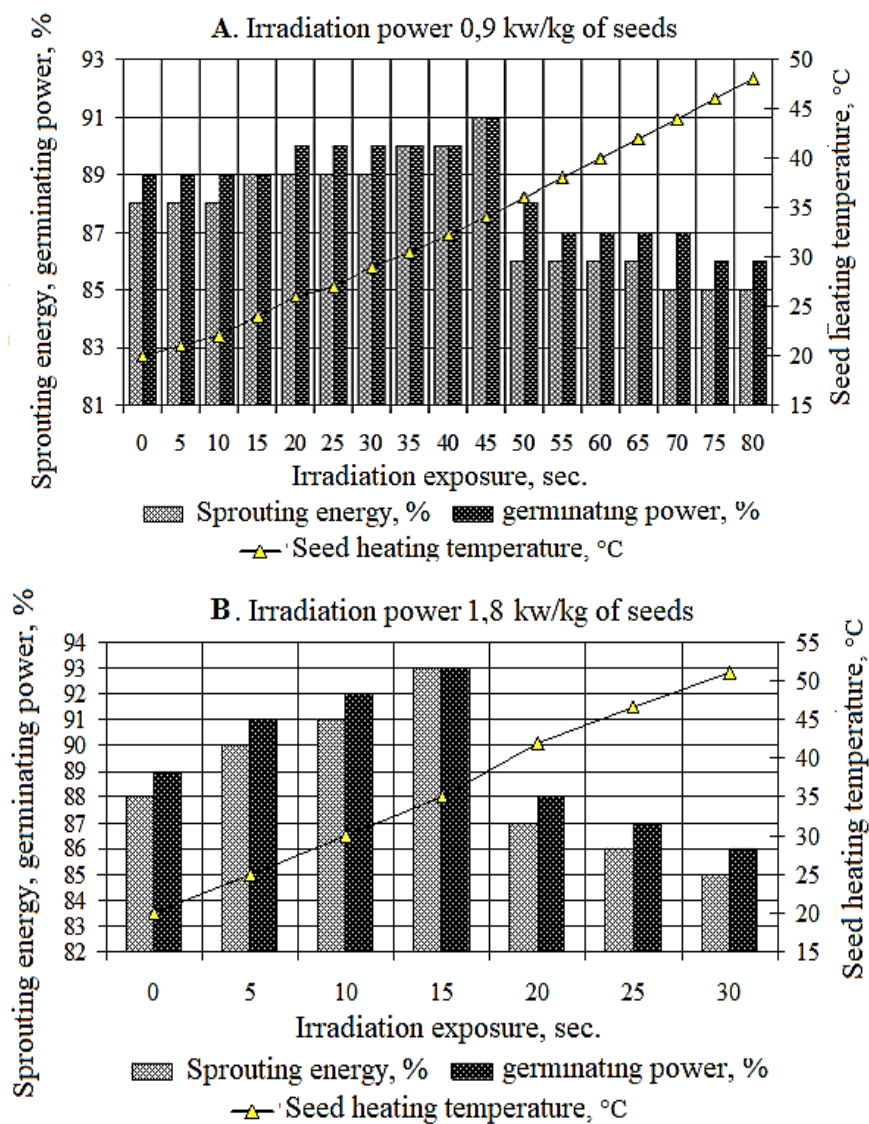 A. Irradiation power 0,9 kw/kg of seeds
Sprouting energy, germinating power, %
93
91
89
87
85
83
81
50
45
40
35
30
25
20
15
Seed heating temperature, °C
0 5 10 15 20 25 30 35 40 45 50 55 60 65 70 75 80
Irradiation exposure, sec.
Sprouting energy, % germinating power, %
Seed heating temperature, °C
B. Irradiation power 1,8 kw/kg of seeds
Sprouting energy, germinating power, %
94
93
92
91
90
89
88
87
86
85
84
83
82
55
50
45
40
35
30
25
20
15
Seed heating temperature, °C
0 5 10 15 20 25 30
Irradiation exposure, sec.
Sprouting energy, % germinating power, %
Seed heating temperature, °C